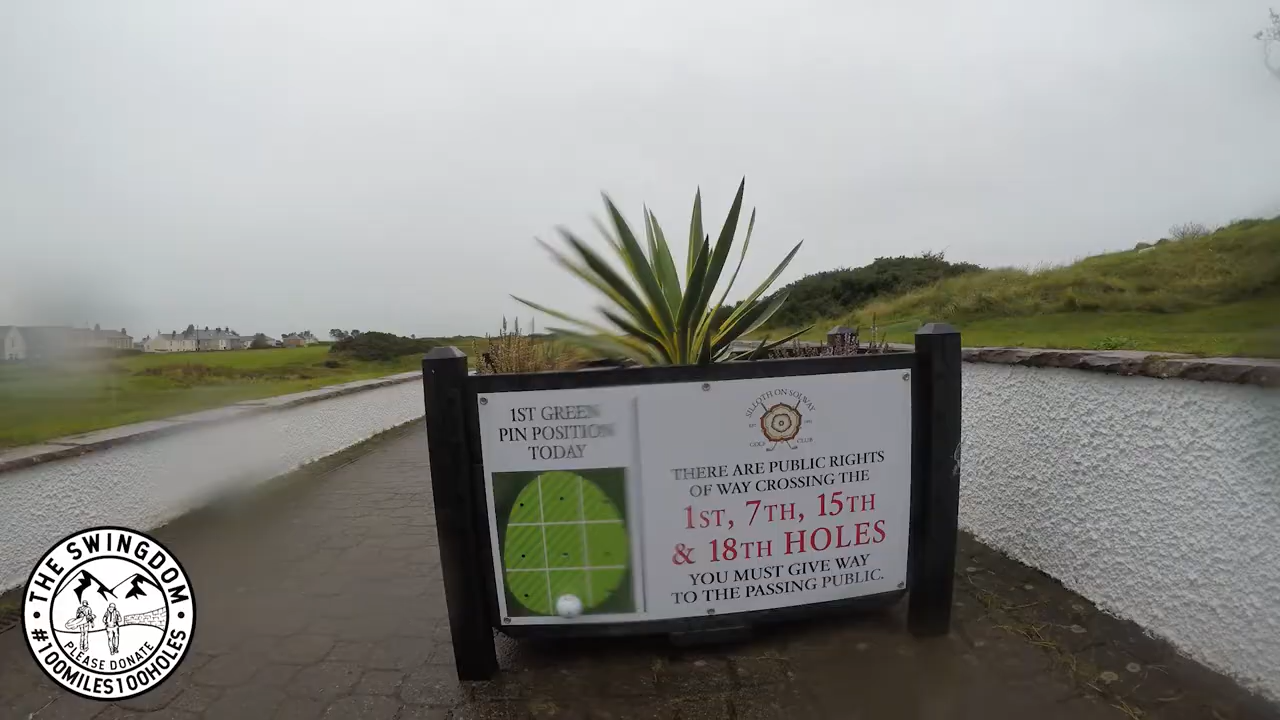 1ST GREEN
PIN POSITION
TODAY
SILLOTH ON SOLWAY
GOLF CLUB
THERE ARE PUBLIC RIGHTS
OF WAY CROSSING THE
1ST, 7TH, 15TH
& 18TH HOLES
YOU MUST GIVE WAY
TO THE PASSING PUBLIC.
THE SWINGDOM
PLEASE DONATE
#100MILES100HOLES